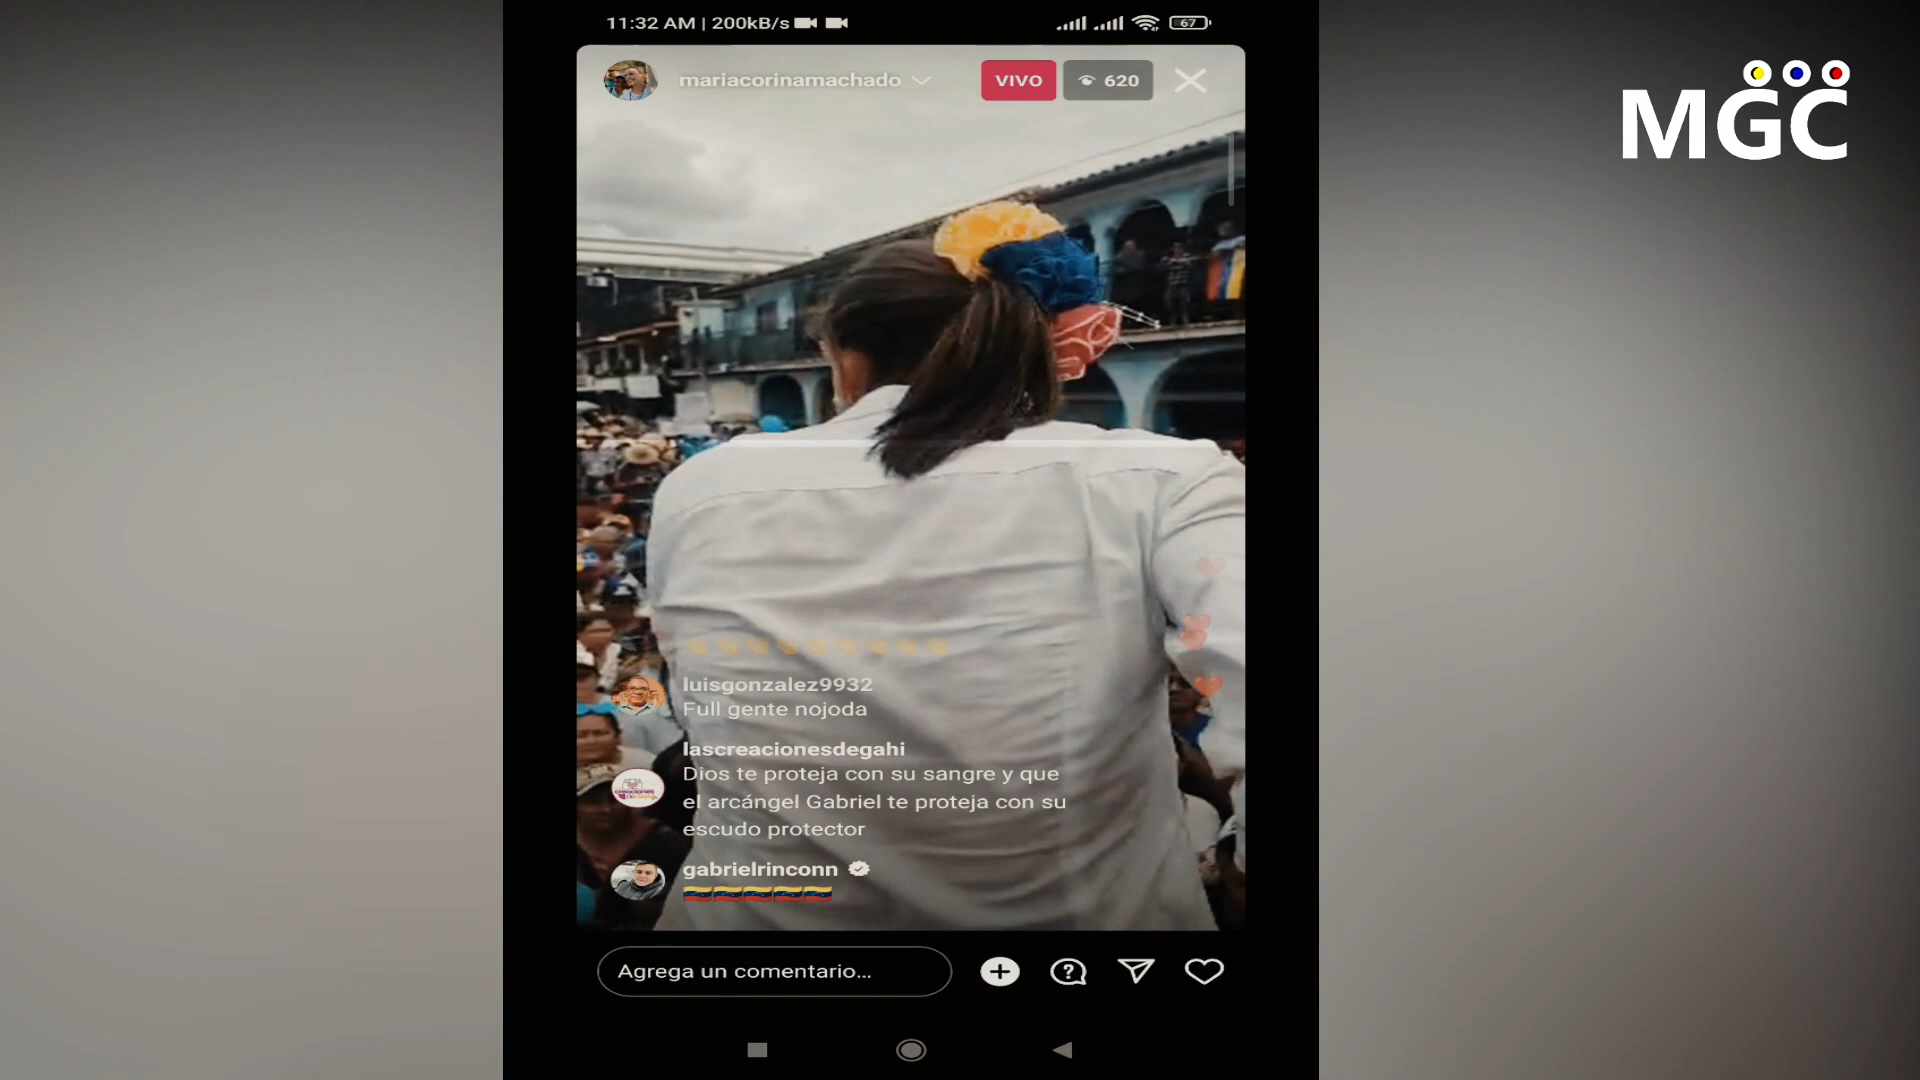 11:32 AM | 200kB/s
67
mariacorinamachado
VIVO
620
MGC
luisgonzalez9932
Full gente nojoda
lascreacionesdegahi
Dios te proteja con su sangre y que
el arcángel Gabriel te proteja con su
escudo protector
gabrielrinconn
Agrega un comentario...